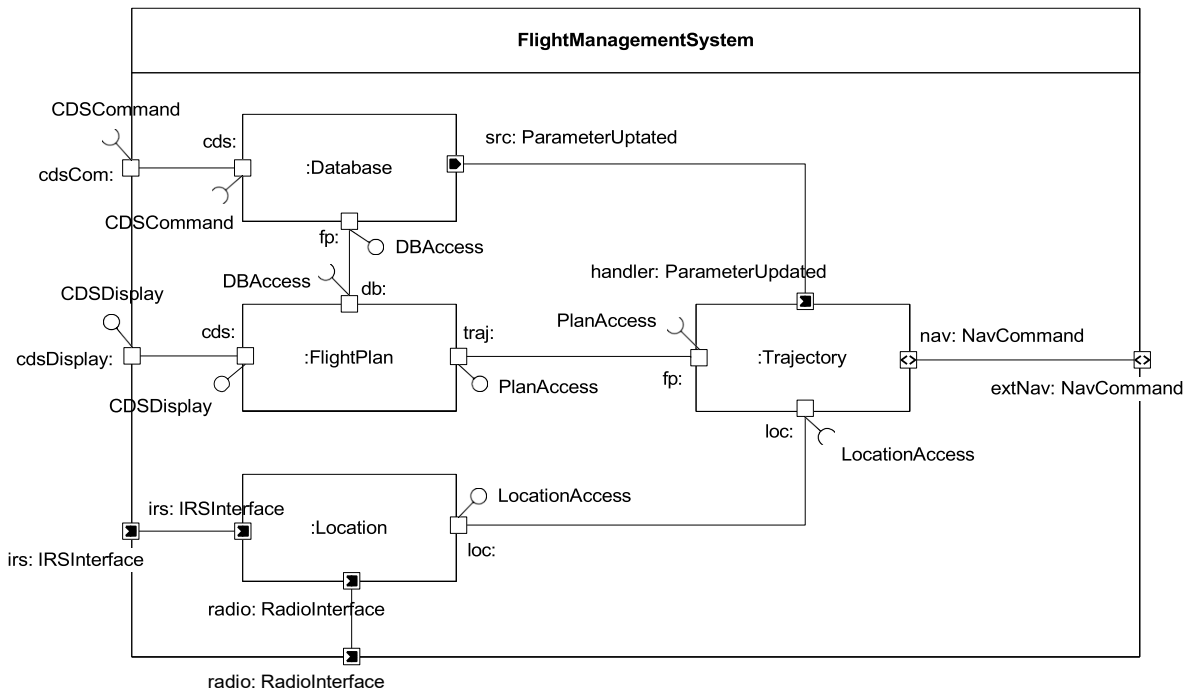 FlightManagementSystem
CDSCommand
cds:
src: ParameterUptated
:Database
cdsCom:
CDSCommand
fp:
DBAccess
handler: ParameterUpdated
DBAccess
db:
CDSDisplay
PlanAccess
cds:
traj:
nav: NavCommand
cdsDisplay:
:FlightPlan
:Trajectory
fp:
PlanAccess
extNav: NavCommand
CDSDisplay
loc:
LocationAccess
LocationAccess
irs: IRSInterface
:Location
loc:
irs: IRSInterface
radio: RadioInterface
radio: RadioInterface